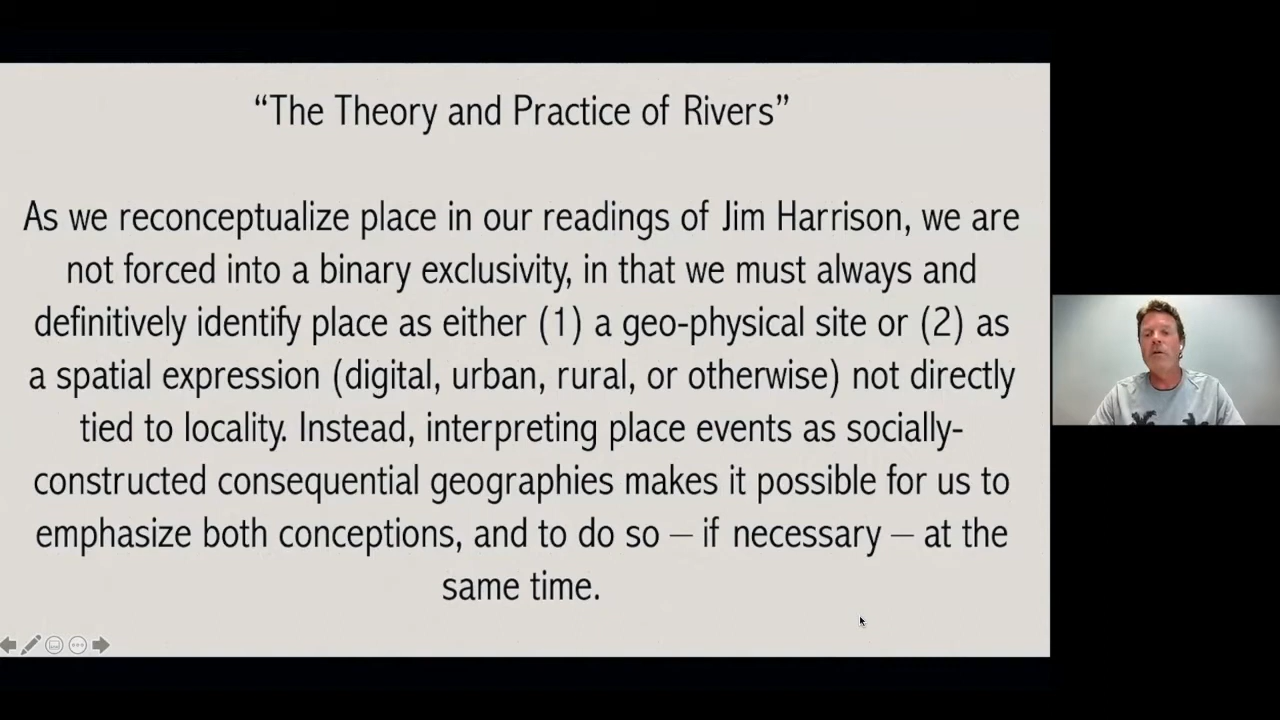 “The Theory and Practice of Rivers”
As we reconceptualize place in our readings of Jim Harrison, we are
not forced into a binary exclusivity, in that we must always and
definitively identify place as either (1) a geo-physical site or (2) as
a spatial expression (digital, urban, rural, or otherwise) not directly
tied to locality. Instead, interpreting place events as socially-
constructed consequential geographies makes it possible for us to
emphasize both conceptions, and to do so – if necessary – at the
same time.